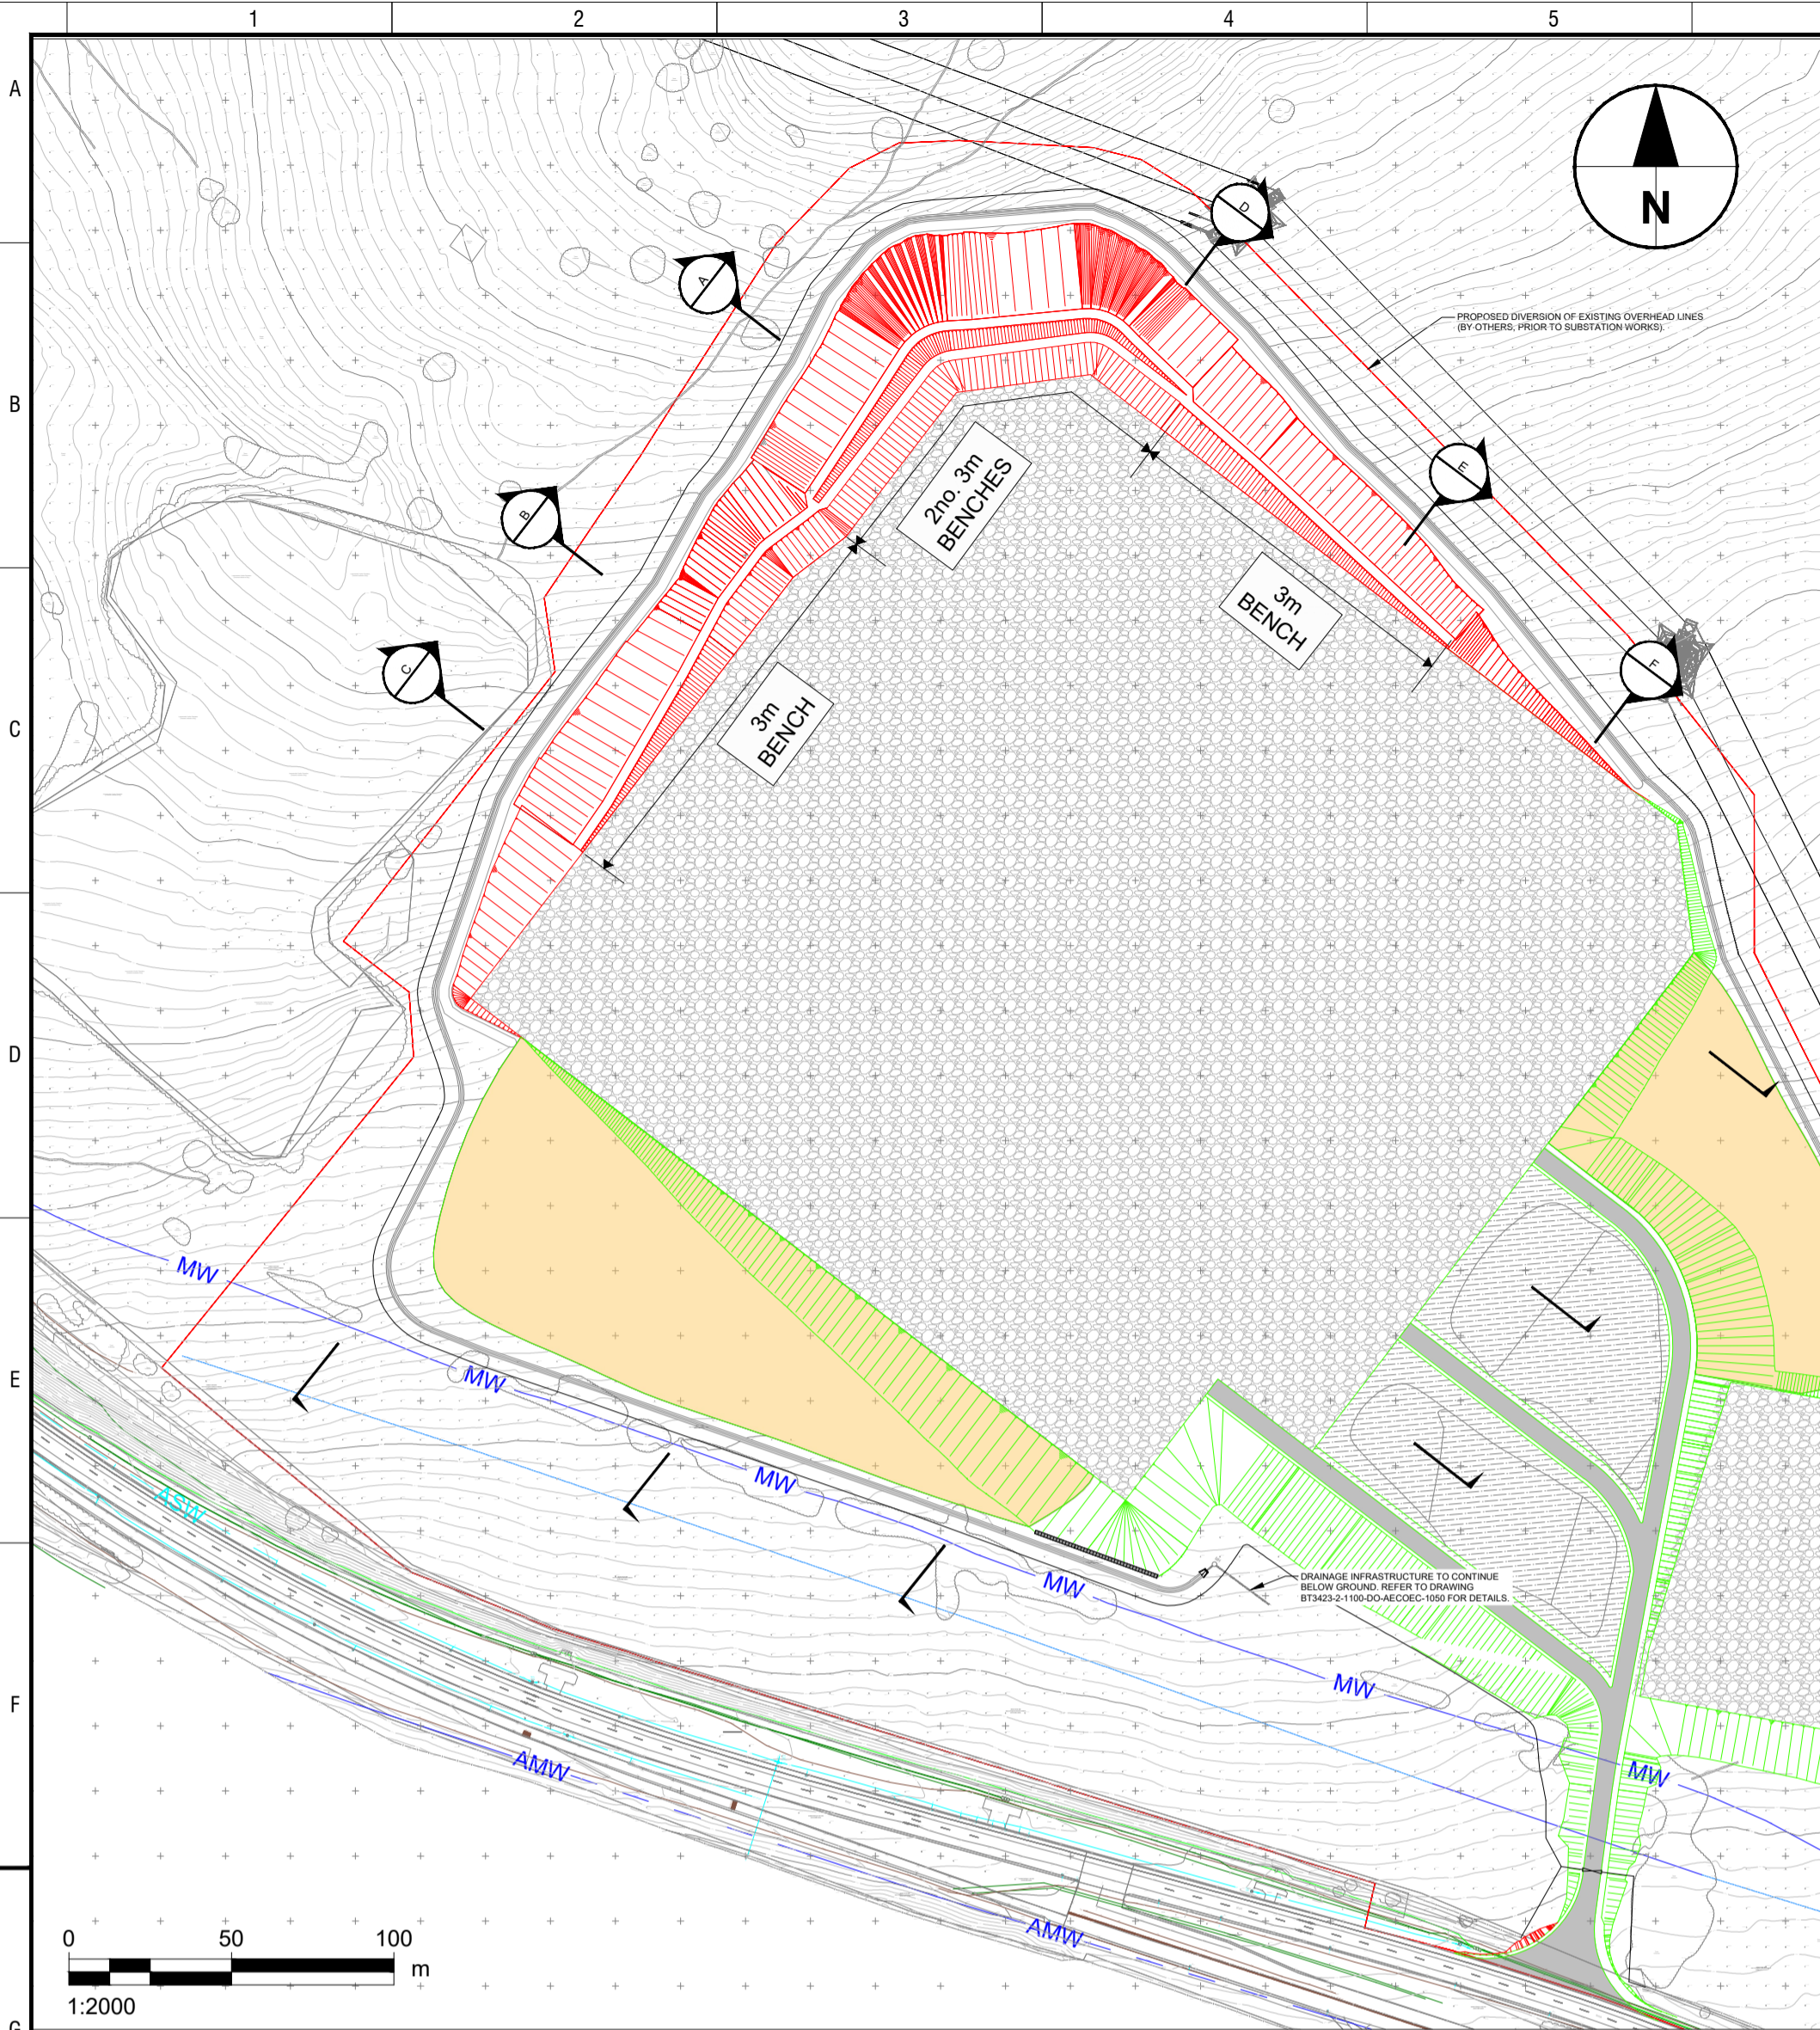 1 2 3 4 5
A
N
D
A
PROPOSED DIVERSION OF EXISTING OVERHEAD LINES
(BY OTHERS, PRIOR TO SUBSTATION WORKS).
B
2no. 3m
BENCHES
E
B
3m
BENCH
F
C
3m
BENCH
C
D
MW
E
MW
MW
ASW
DRAINAGE INFRASTRUCTURE TO CONTINUE
BELOW GROUND. REFER TO DRAWING
BT3423-2-1100-DO-AECOEC-1050 FOR DETAILS.
MW
MW
F
AMW
MW
AMW
0 50 100
m
1:2000
G